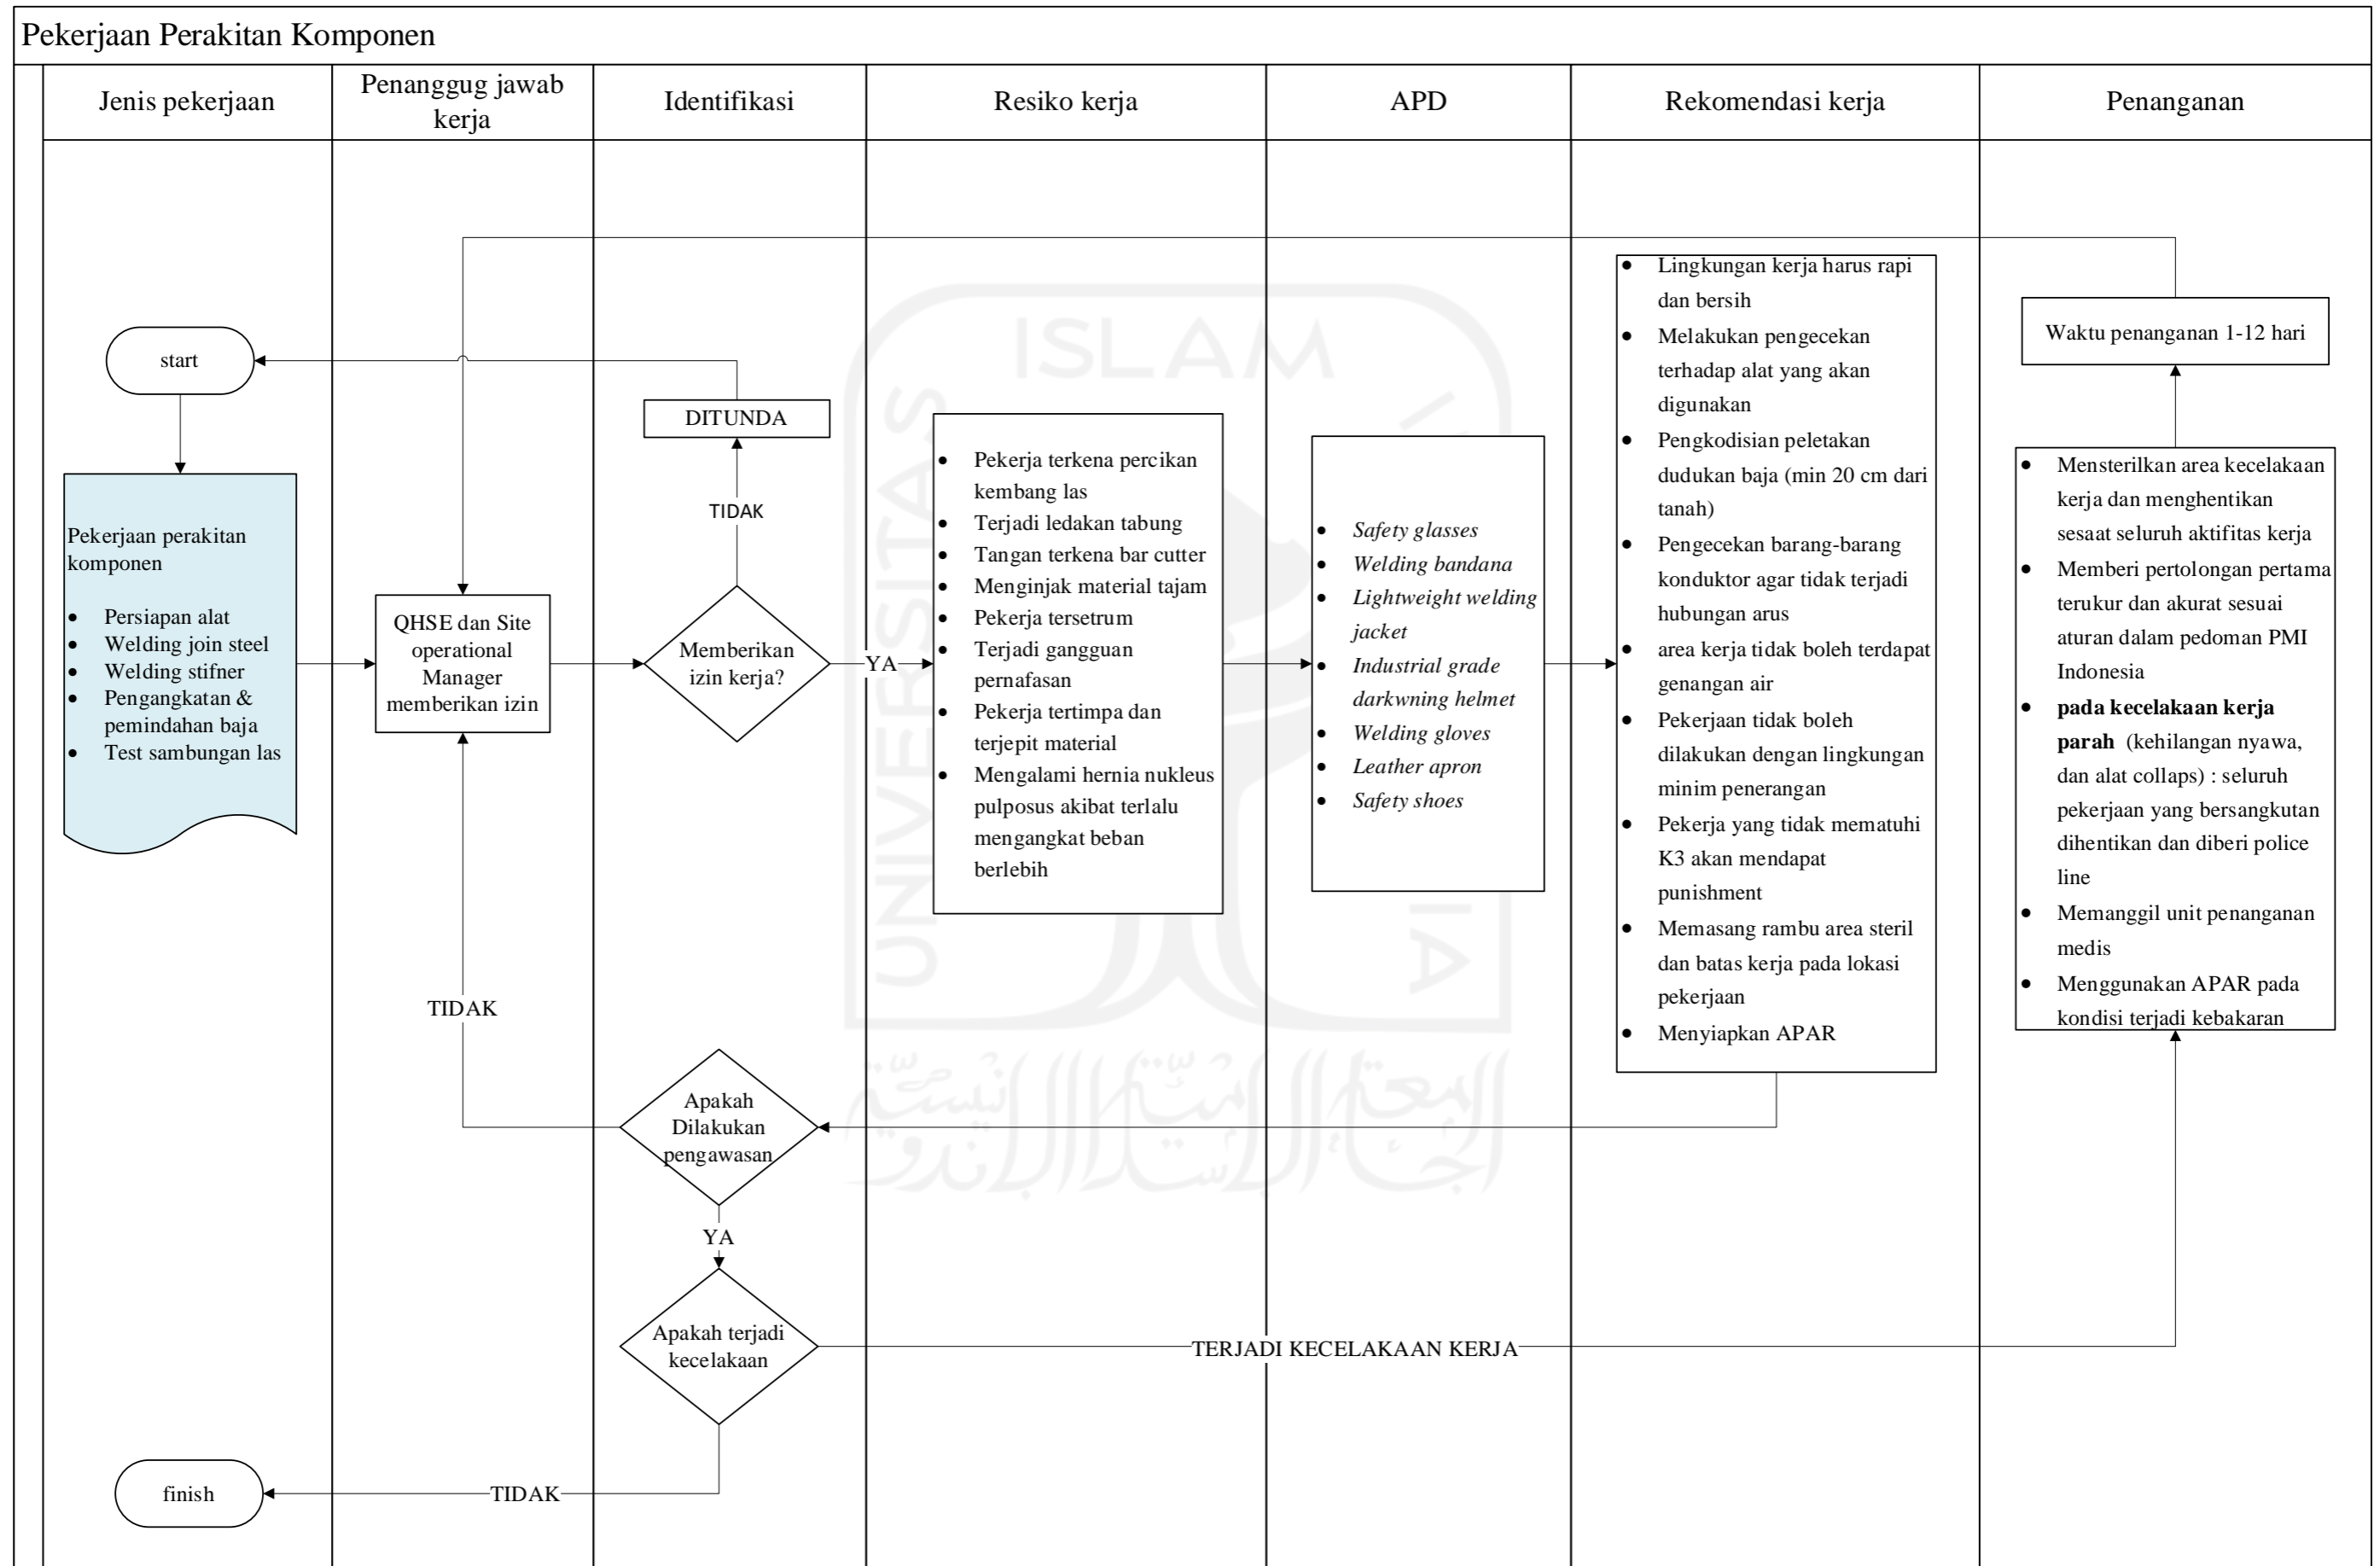 Pekerjaan Perakitan Komponen
Jenis pekerjaan
Penanggug jawab
kerja
Identifikasi
Resiko kerja
APD
Rekomendasi kerja
Penanganan
start
Pekerjaan perakitan
komponen
• Persiapan alat
• Welding join steel
• Welding stifner
• Pengangkatan &
pemindahan baja
• Test sambungan las
QHSE dan Site
operational
Manager
memberikan izin
DITUNDA
TIDAK
Memberikan
izin kerja?
YA
• Pekerja terkena percikan
kembang las
• Terjadi ledakan tabung
• Tangan terkena bar cutter
• Menginjak material tajam
• Pekerja tersetrum
• Terjadi gangguan
pernafasan
• Pekerja tertimpa dan
terjepit material
• Mengalami hernia nukleus
pulposus akibat terlalu
mengangkat beban
berlebih
• Safety glasses
• Welding bandana
• Lightweight welding
jacket
• Industrial grade
darkwning helmet
• Welding gloves
• Leather apron
• Safety shoes
• Lingkungan kerja harus rapi
dan bersih
• Melakukan pengecekan
terhadap alat yang akan
digunakan
• Pengkodisian peletakan
dudukan baja (min 20 cm dari
tanah)
• Pengecekan barang-barang
konduktor agar tidak terjadi
hubungan arus
• area kerja tidak boleh terdapat
genangan air
• Pekerjaan tidak boleh
dilakukan dengan lingkungan
minim penerangan
• Pekerja yang tidak mematuhi
K3 akan mendapat
punishment
• Memasang rambu area steril
dan batas kerja pada lokasi
pekerjaan
• Menyiapkan APAR
Waktu penanganan 1-12 hari
• Mensterilkan area kecelakaan
kerja dan menghentikan
sesaat seluruh aktifitas kerja
• Memberi pertolongan pertama
terukur dan akurat sesuai
aturan dalam pedoman PMI
Indonesia
• pada kecelakaan kerja
parah (kehilangan nyawa,
dan alat collaps) : seluruh
pekerjaan yang bersangkutan
dihentikan dan diberi police
line
• Memanggil unit penanganan
medis
• Menggunakan APAR pada
kondisi terjadi kebakaran
TIDAK
Apakah
Dilakukan
pengawasan
YA
Apakah terjadi
kecelakaan
TERJADI KECELAKAAN KERJA
TIDAK
finish
UNIVERSITAS
ISLAM